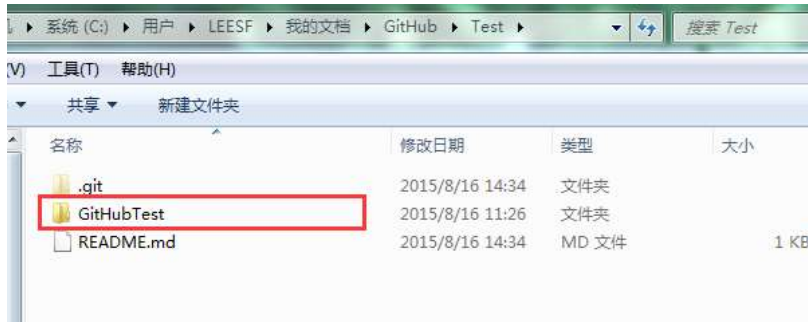 系统 (C:) ▸ 用户 ▸ LEESF ▸ 我的文档 ▸ GitHub ▸ Test ▸ 搜索 Test
(V) 工具(T) 帮助(H)
共享 新建文件夹
名称 修改日期 类型 大小
.git 2015/8/16 14:34 文件夹
GitHubTest 2015/8/16 11:26 文件夹
README.md 2015/8/16 14:34 MD 文件 1 KB